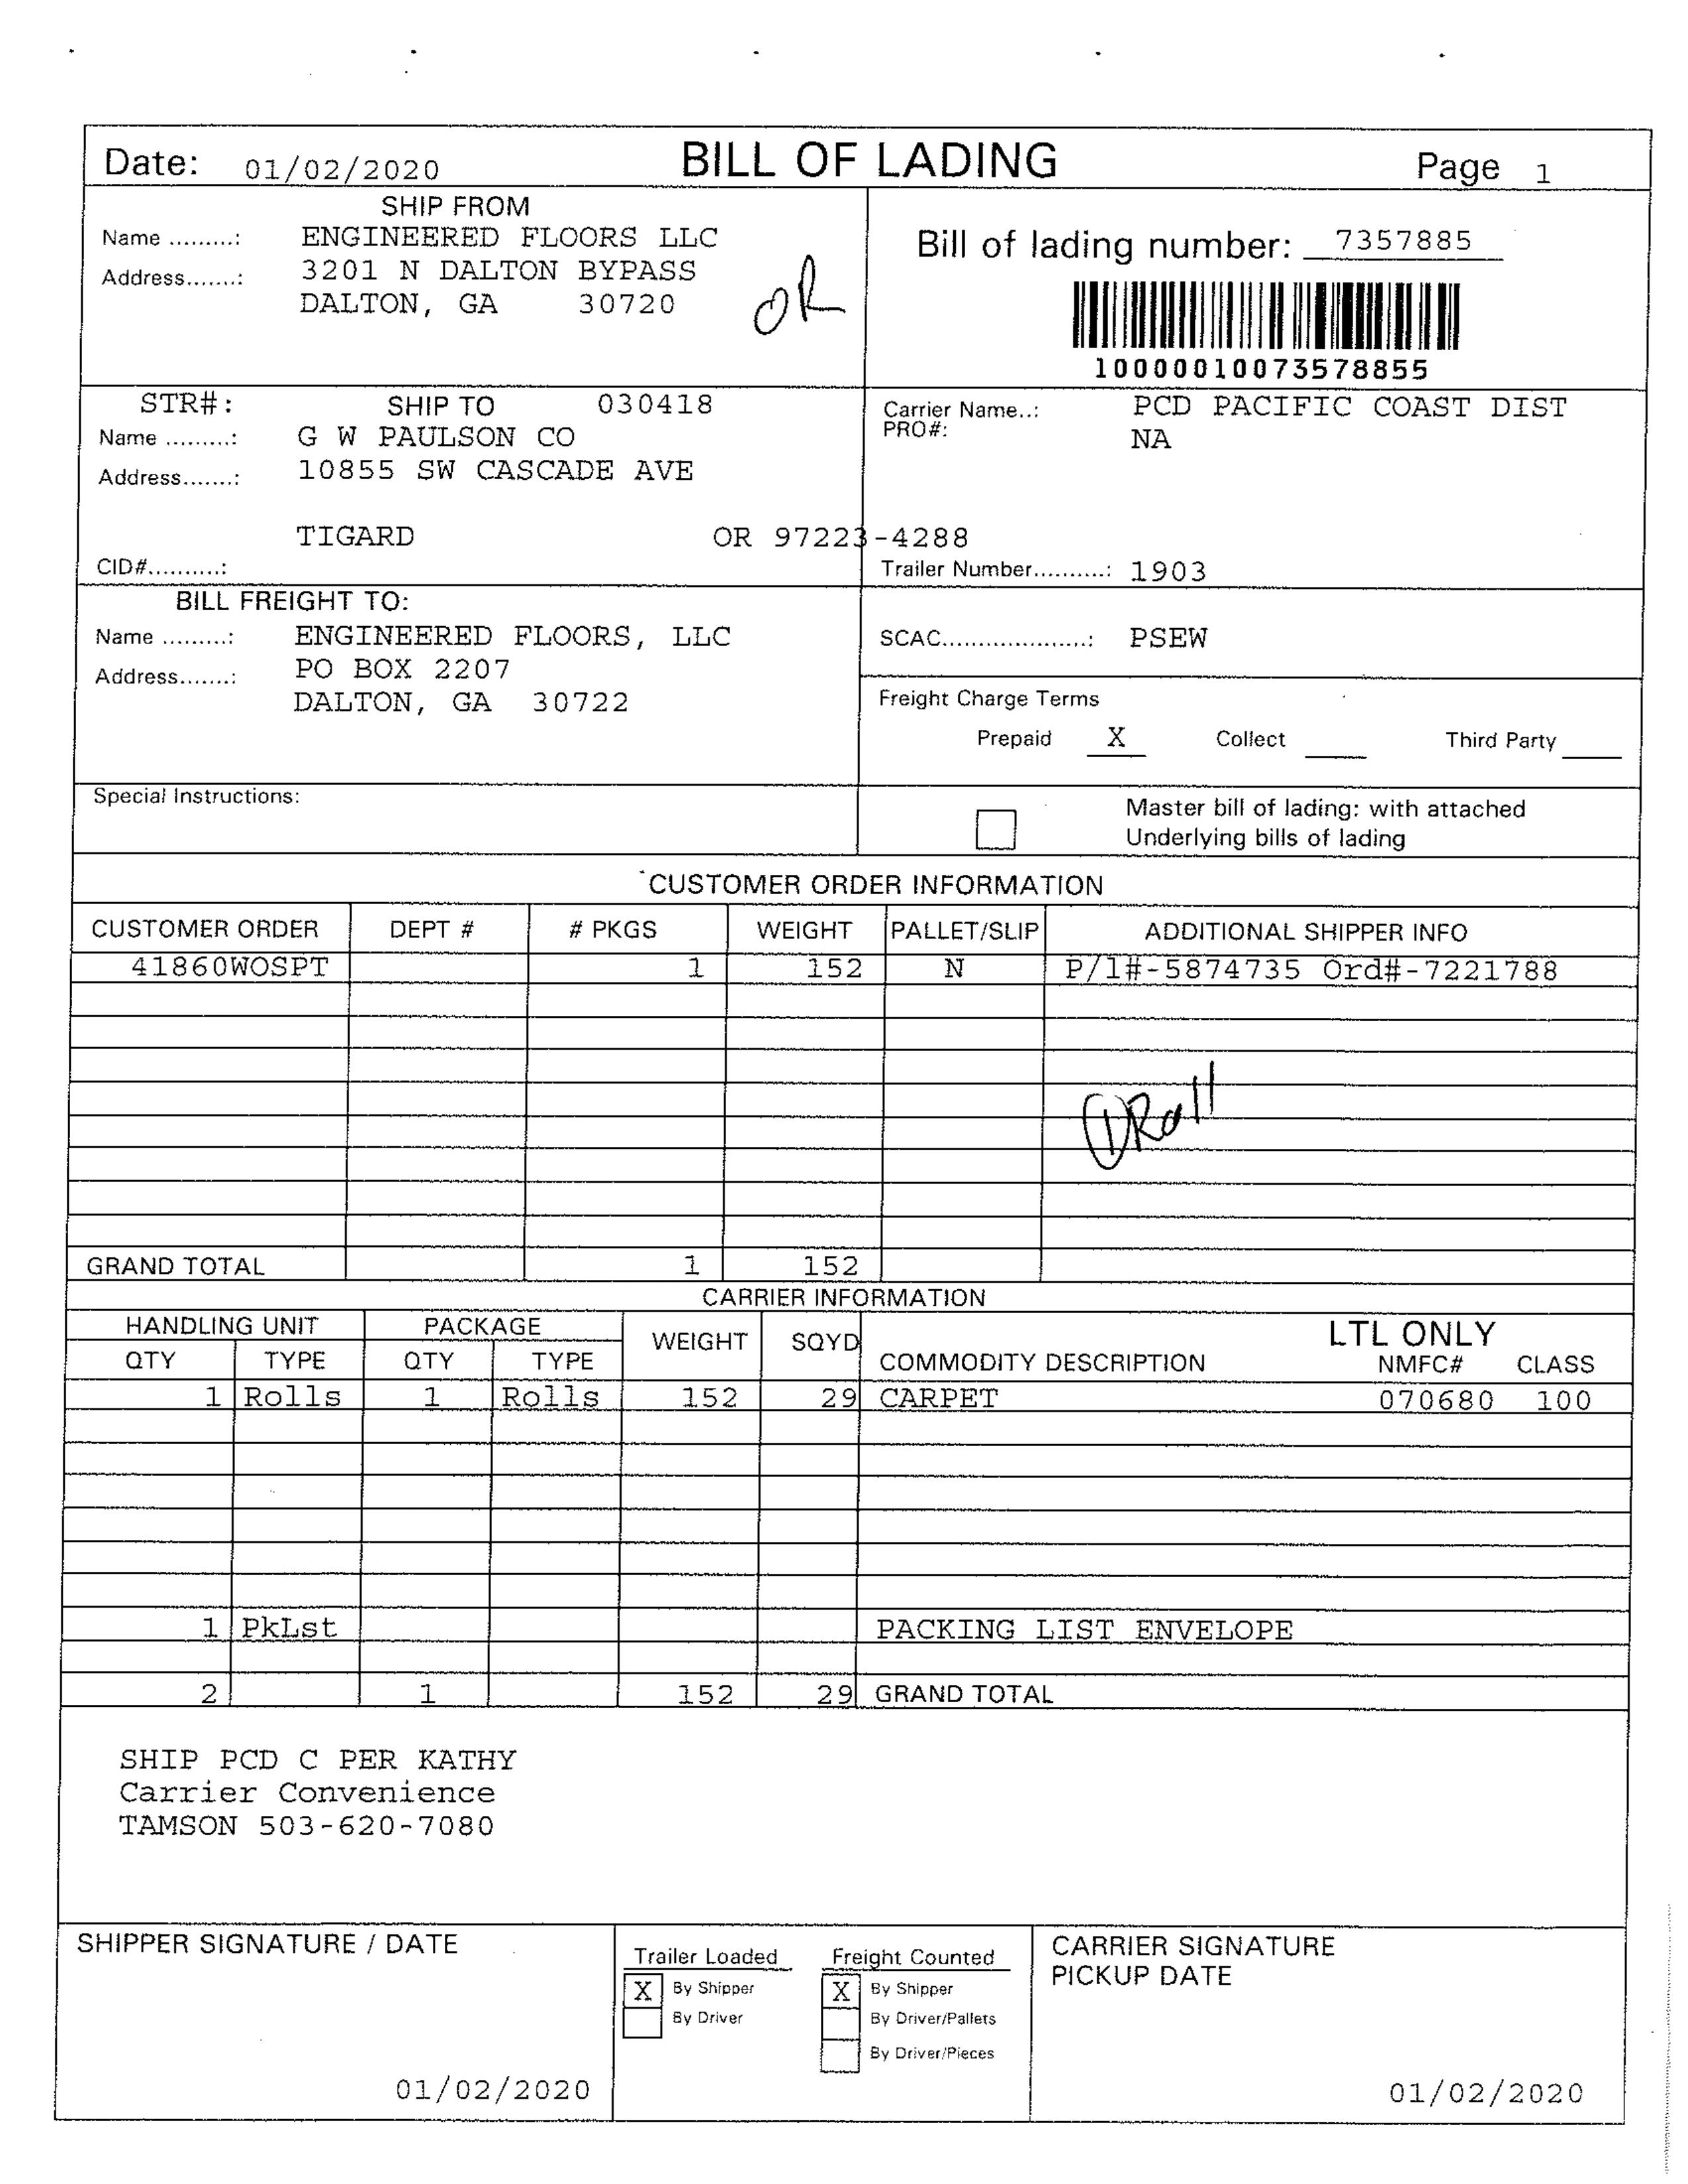 Date: 01/02/2020 BILL OF LADING Page 1
SHIP FROM
Name .........: ENGINEERED FLOORS LLC
Address.......: 3201 N DALTON BYPASS
DALTON, GA 30720
OR
Bill of lading number: 7357885
10000010073578855
STR#: SHIP TO 030418
Name .........: G W PAULSON CO
Address.......: 10855 SW CASCADE AVE
TIGARD OR 97223-4288
CID#..........:
Carrier Name..: PCD PACIFIC COAST DIST
PRO#: NA
Trailer Number..........: 1903
BILL FREIGHT TO:
Name .........: ENGINEERED FLOORS, LLC
Address.......: PO BOX 2207
DALTON, GA 30722
SCAC....................: PSEW
Freight Charge Terms
Prepaid X Collect ____ Third Party ____
Special Instructions:
Master bill of lading: with attached
Underlying bills of lading
CUSTOMER ORDER INFORMATION
CUSTOMER ORDER DEPT # # PKGS WEIGHT PALLET/SLIP ADDITIONAL SHIPPER INFO
41860WOSPT 1 152 N P/l#-5874735 Ord#-7221788
1 Roll
GRAND TOTAL 1 152
CARRIER INFORMATION
HANDLING UNIT PACKAGE WEIGHT SQYD LTL ONLY
QTY TYPE QTY TYPE COMMODITY DESCRIPTION NMFC# CLASS
1 Rolls 1 Rolls 152 29 CARPET 070680 100
1 PkLst PACKING LIST ENVELOPE
2 1 152 29 GRAND TOTAL
SHIP PCD C PER KATHY
Carrier Convenience
TAMSON 503-620-7080
SHIPPER SIGNATURE / DATE
01/02/2020
Trailer Loaded
X By Shipper
By Driver
Freight Counted
X By Shipper
By Driver/Pallets
By Driver/Pieces
CARRIER SIGNATURE
PICKUP DATE
01/02/2020